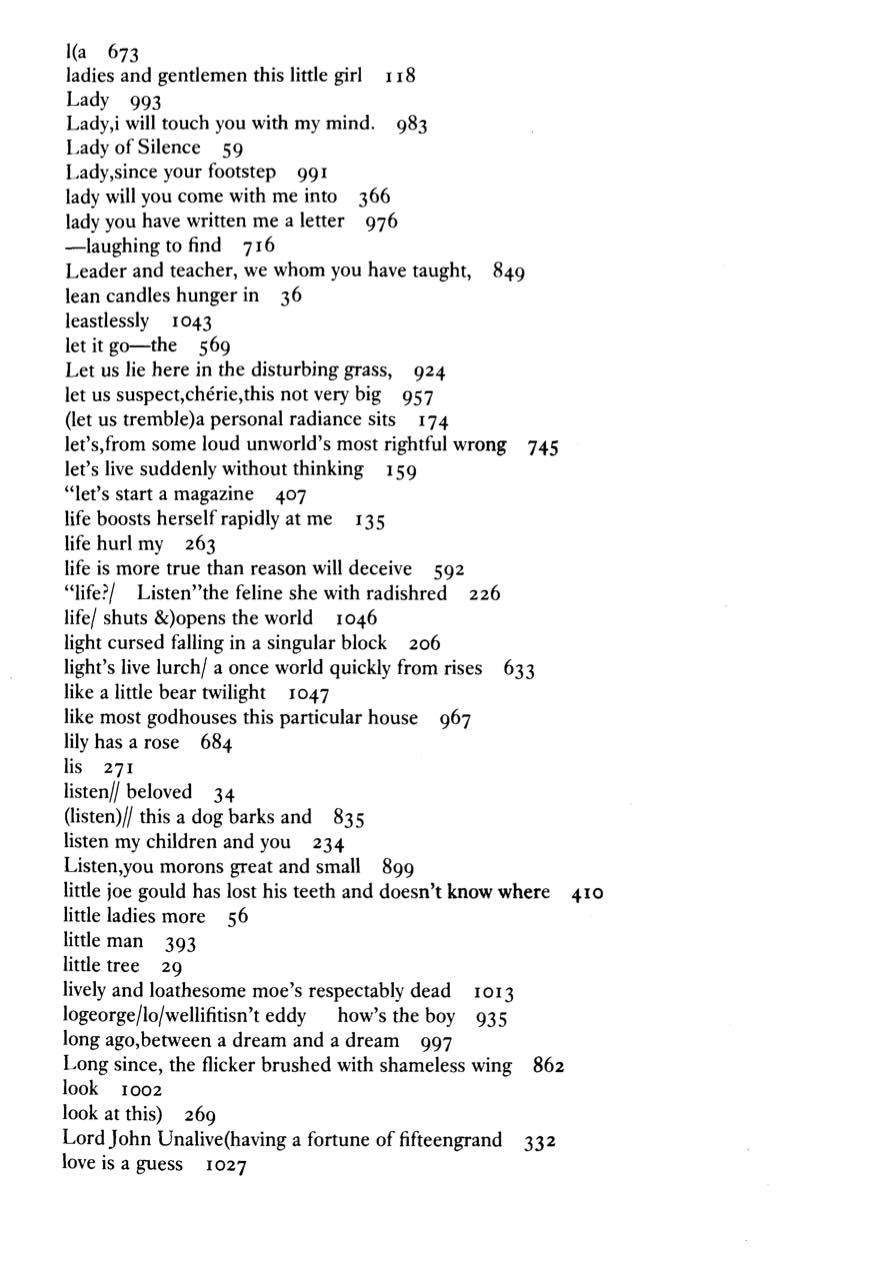 l(a 673
ladies and gentlemen this little girl 118
Lady 993
Lady,i will touch you with my mind. 983
Lady of Silence 59
Lady,since your footstep 991
lady will you come with me into 366
lady you have written me a letter 976
—laughing to find 716
Leader and teacher, we whom you have taught, 849
lean candles hunger in 36
leastlessly 1043
let it go—the 569
Let us lie here in the disturbing grass, 924
let us suspect,chérie,this not very big 957
(let us tremble)a personal radiance sits 174
let's,from some loud unworld's most rightful wrong 745
let's live suddenly without thinking 159
“let's start a magazine 407
life boosts herself rapidly at me 135
life hurl my 263
life is more true than reason will deceive 592
“life?/ Listen”the feline she with radishred 226
life/ shuts &)opens the world 1046
light cursed falling in a singular block 206
light's live lurch/ a once world quickly from rises 633
like a little bear twilight 1047
like most godhouses this particular house 967
lily has a rose 684
lis 271
listen// beloved 34
(listen)// this a dog barks and 835
listen my children and you 234
Listen,you morons great and small 899
little joe gould has lost his teeth and doesn't know where 410
little ladies more 56
little man 393
little tree 29
lively and loathesome moe's respectably dead 1013
logeorge/lo/wellifitisn't eddy how's the boy 935
long ago,between a dream and a dream 997
Long since, the flicker brushed with shameless wing 862
look 1002
look at this) 269
Lord John Unalive(having a fortune of fifteengrand 332
love is a guess 1027